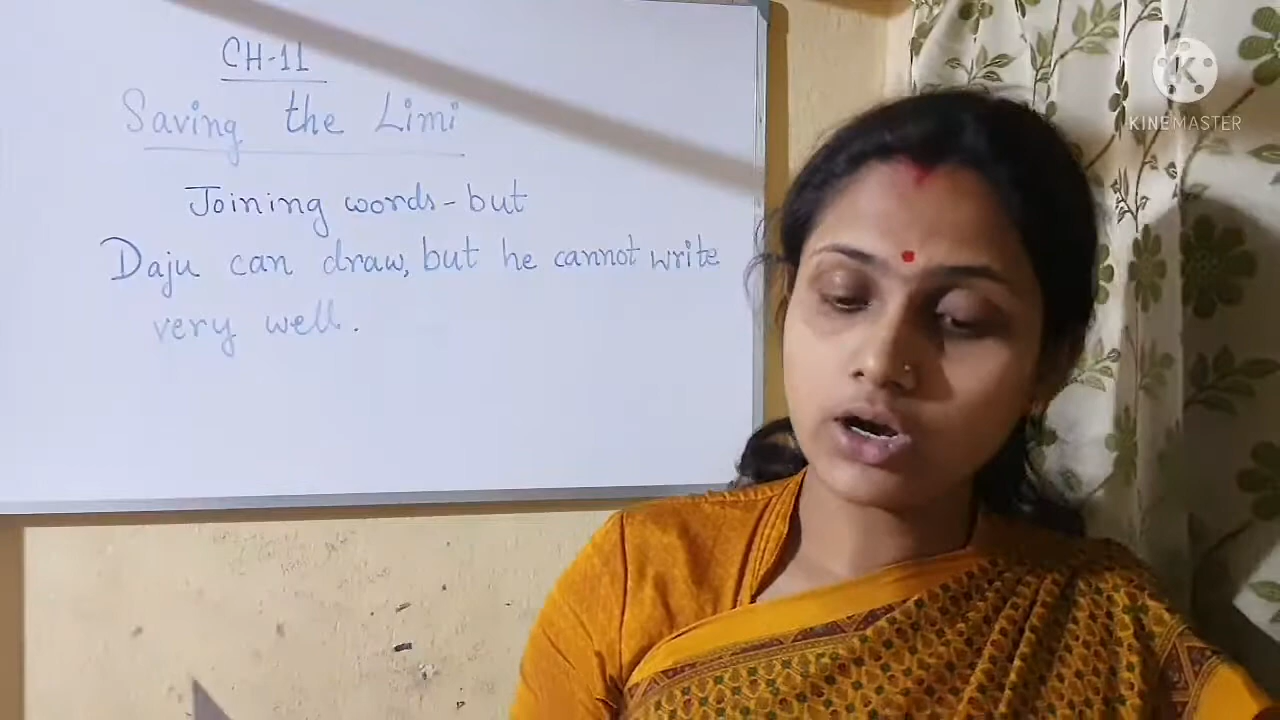 CH-11
Saving the Limi
Joining words - but
Daju can draw, but he cannot write
very well.
KINEMASTER